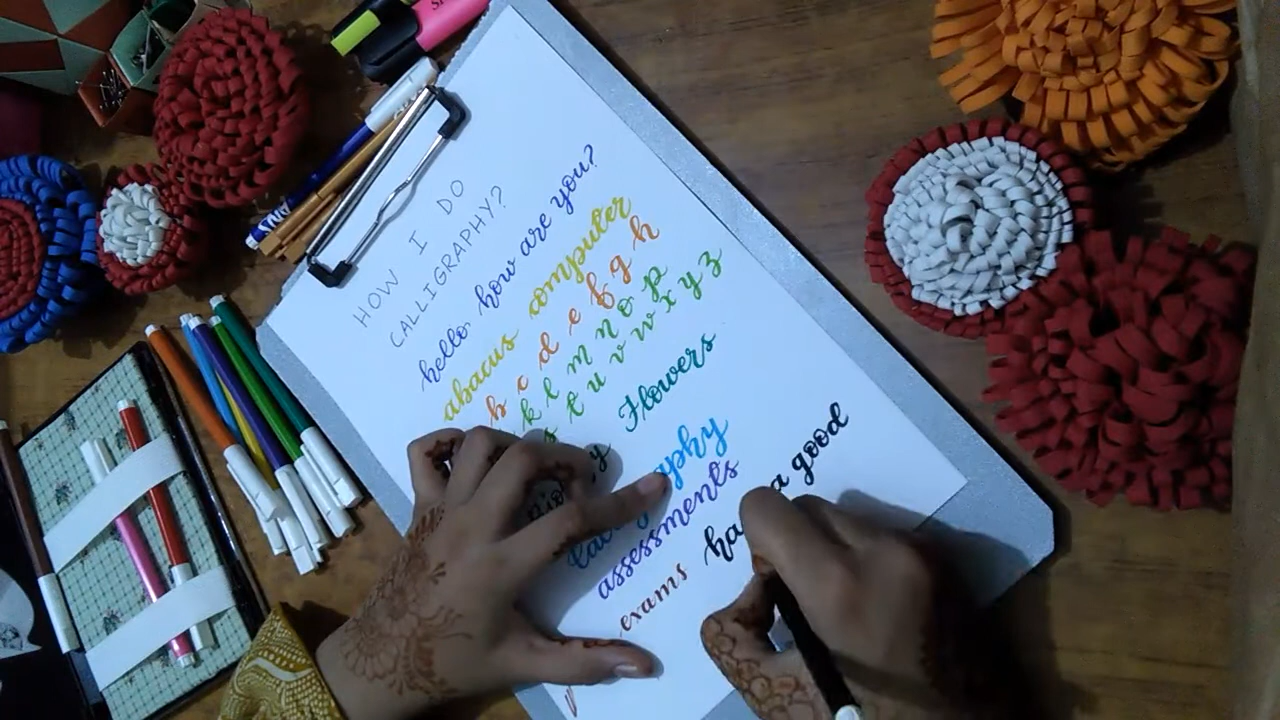 HOW I DO
CALLIGRAPHY?
hello. how are you?
abacus computer
b c d e f g h
k l m n o p
t u v w x y z
Flowers
assessments
exams
a good